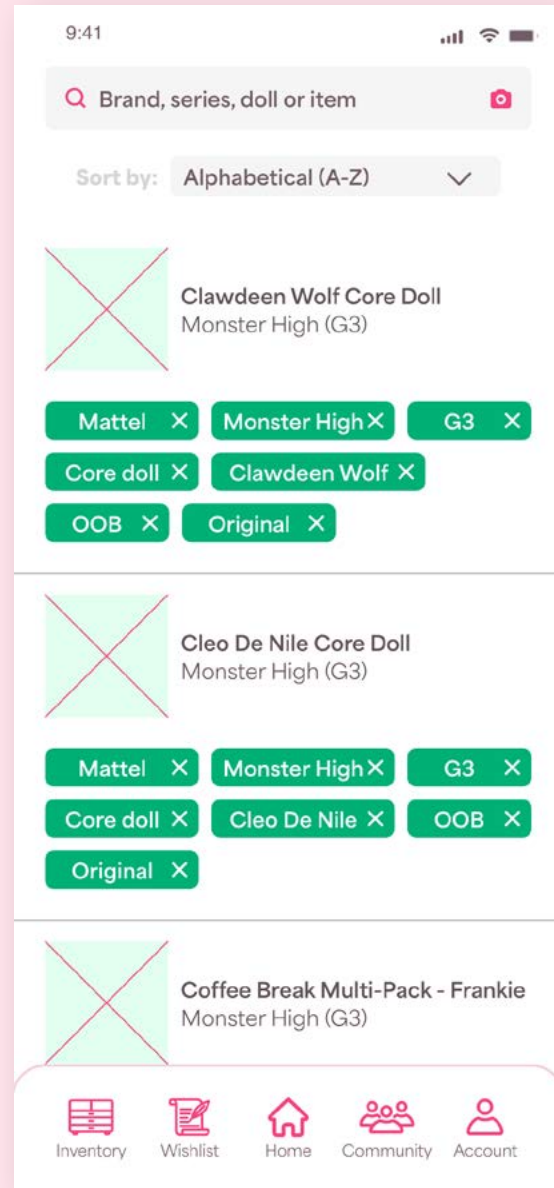 9:41
Brand, series, doll or item
Sort by: Alphabetical (A-Z)
Clawdeen Wolf Core Doll
Monster High (G3)
Mattel Monster High G3
Core doll Clawdeen Wolf
OOB Original
Cleo De Nile Core Doll
Monster High (G3)
Mattel Monster High G3
Core doll Cleo De Nile OOB
Original
Coffee Break Multi-Pack - Frankie
Monster High (G3)
Inventory Wishlist Home Community Account